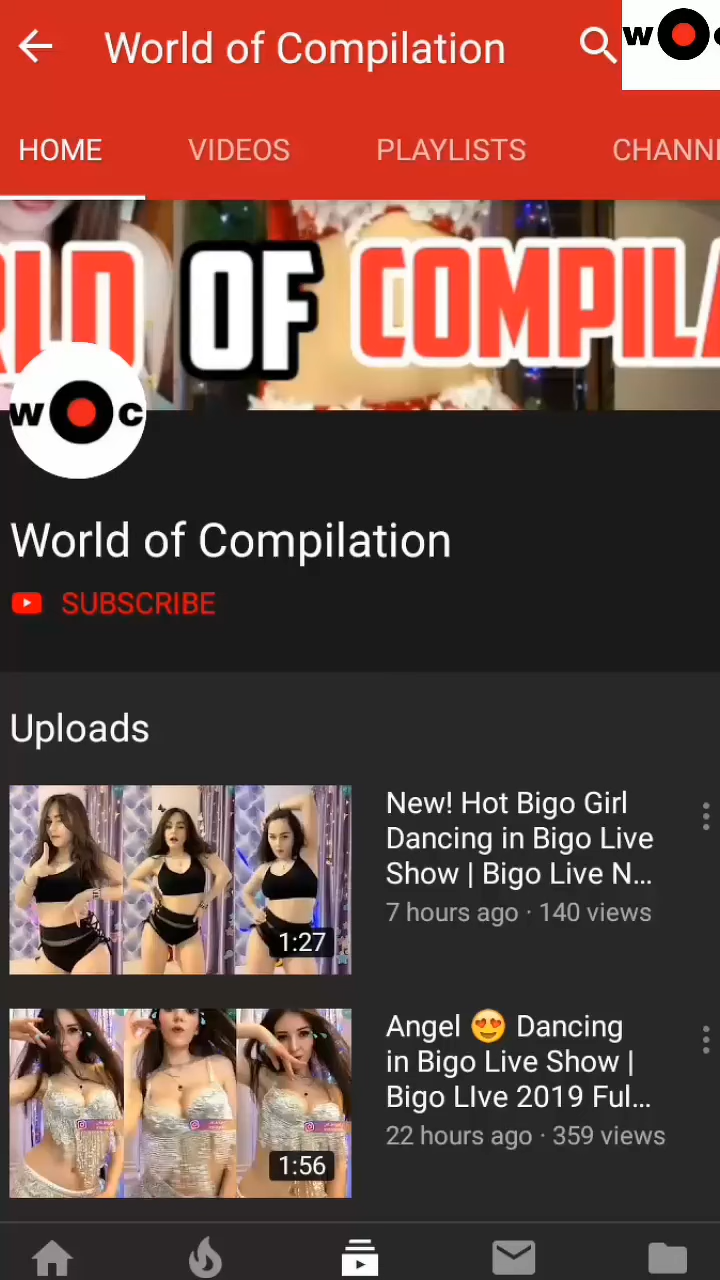 World of Compilation
W
HOME VIDEOS PLAYLISTS CHANN
RLD OF COMPILA
W C
World of Compilation
SUBSCRIBE
Uploads
New! Hot Bigo Girl
Dancing in Bigo Live
Show | Bigo Live N...
7 hours ago · 140 views
1:27
Angel 😍 Dancing
in Bigo Live Show |
Bigo LIve 2019 Ful...
22 hours ago · 359 views
1:56